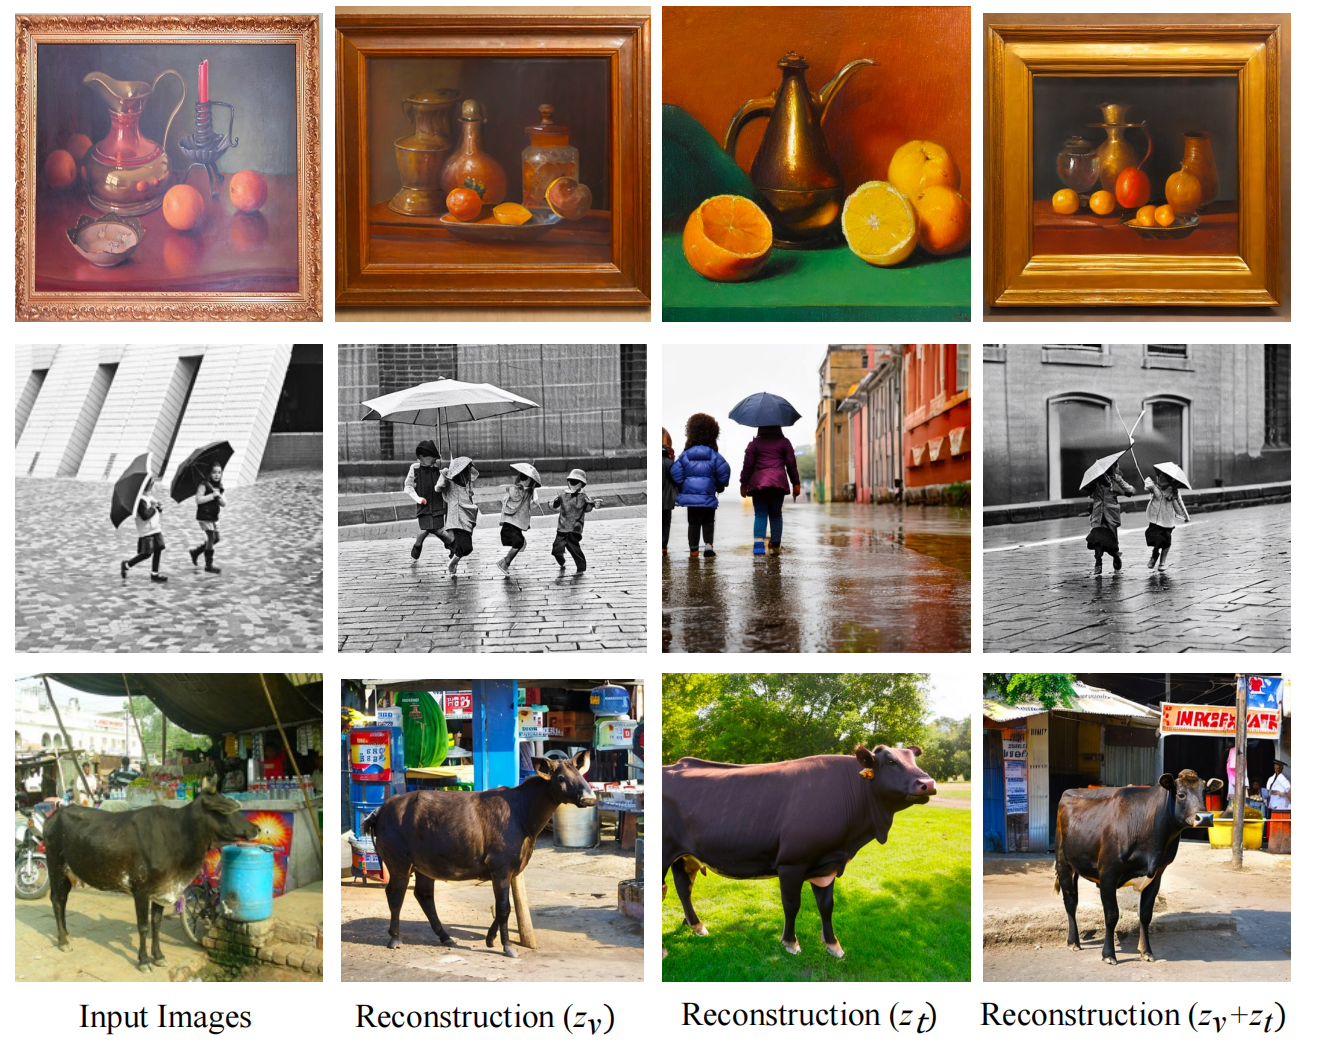 Input Images
Reconstruction (zᵥ)
Reconstruction (zₜ)
Reconstruction (zᵥ+zₜ)